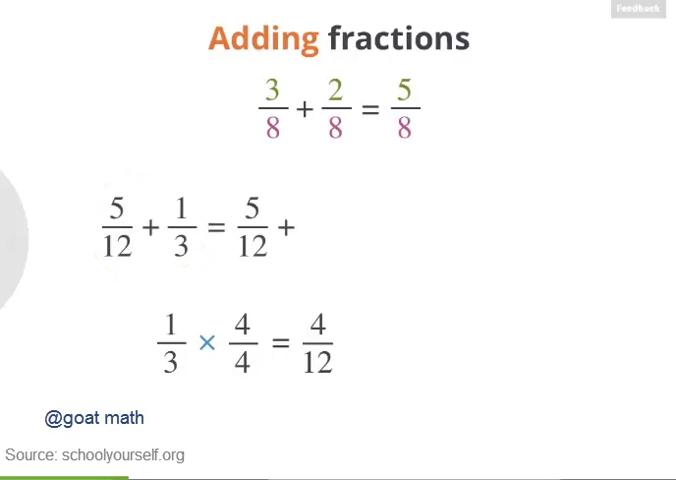 Feedback
Adding fractions
3/8 + 2/8 = 5/8
5/12 + 1/3 = 5/12 +
1/3 × 4/4 = 4/12
@goat math
Source: schoolyourself.org